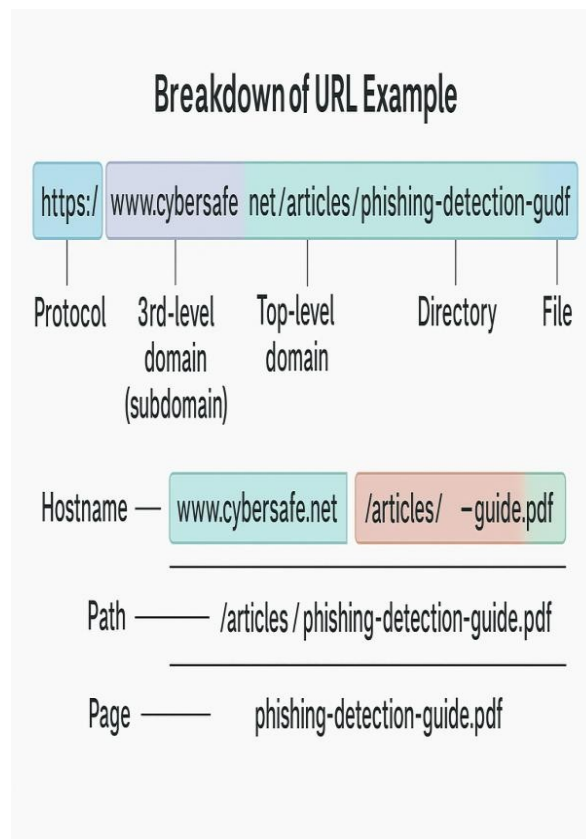 Breakdown of URL Example
https:/ www.cybersafe net/articles/phishing-detection-gudf
Protocol 3rd-level domain (subdomain) Top-level domain Directory File
Hostname www.cybersafe.net /articles/ –guide.pdf
Path /articles/phishing-detection-guide.pdf
Page phishing-detection-guide.pdf